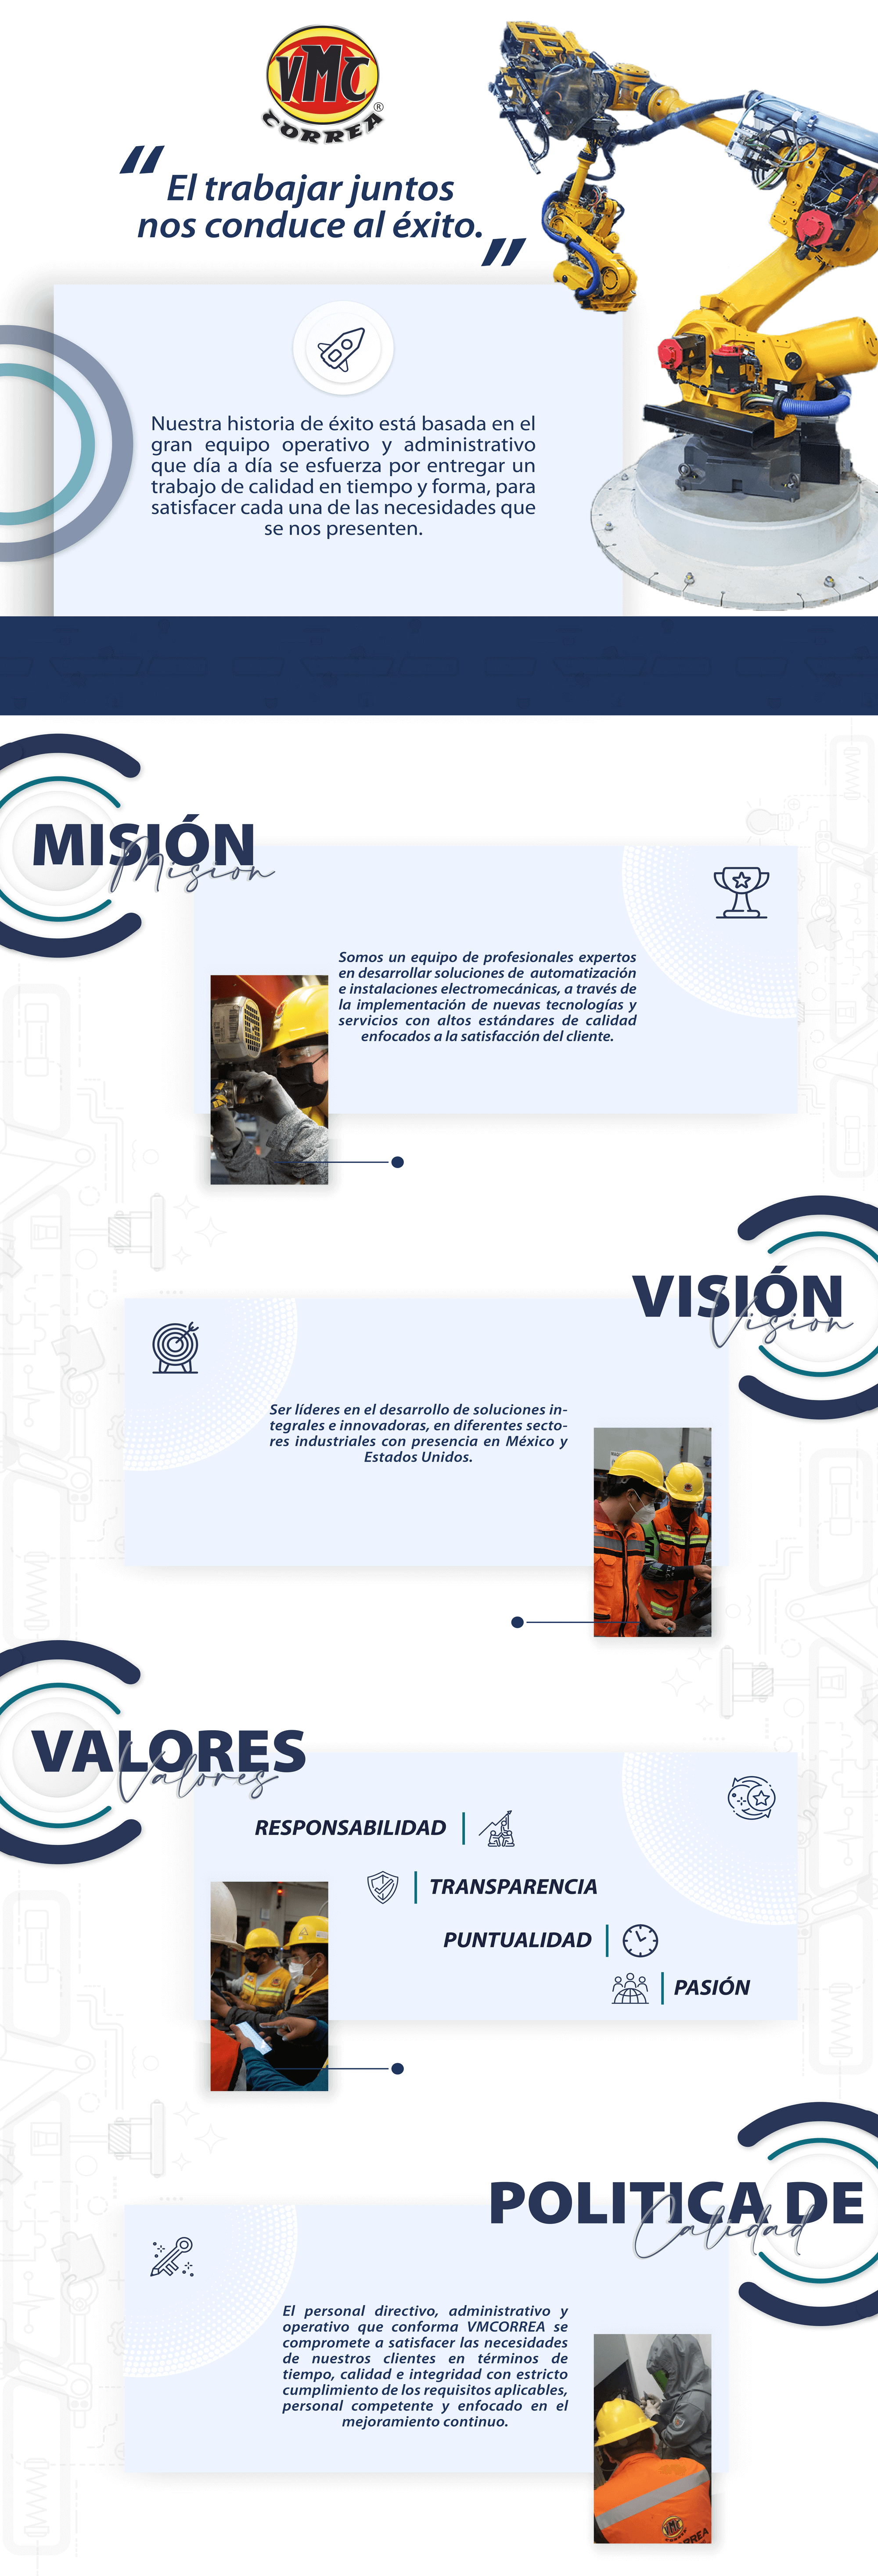 VMC
CORREA
®
“El trabajar juntos
nos conduce al éxito.”
Nuestra historia de éxito está basada en el
gran equipo operativo y administrativo
que día a día se esfuerza por entregar un
trabajo de calidad en tiempo y forma, para
satisfacer cada una de las necesidades que
se nos presenten.
MISIÓN
Mision
Somos un equipo de profesionales expertos
en desarrollar soluciones de automatización
e instalaciones electromecánicas, a través de
la implementación de nuevas tecnologías y
servicios con altos estándares de calidad
enfocados a la satisfacción del cliente.
VISIÓN
Vision
Ser líderes en el desarrollo de soluciones in-
tegrales e innovadoras, en diferentes secto-
res industriales con presencia en México y
Estados Unidos.
VALORES
Valores
RESPONSABILIDAD
TRANSPARENCIA
PUNTUALIDAD
PASIÓN
POLITICA DE
Calidad
El personal directivo, administrativo y
operativo que conforma VMCORREA se
compromete a satisfacer las necesidades
de nuestros clientes en términos de
tiempo, calidad e integridad con estricto
cumplimiento de los requisitos aplicables,
personal competente y enfocado en el
mejoramiento continuo.